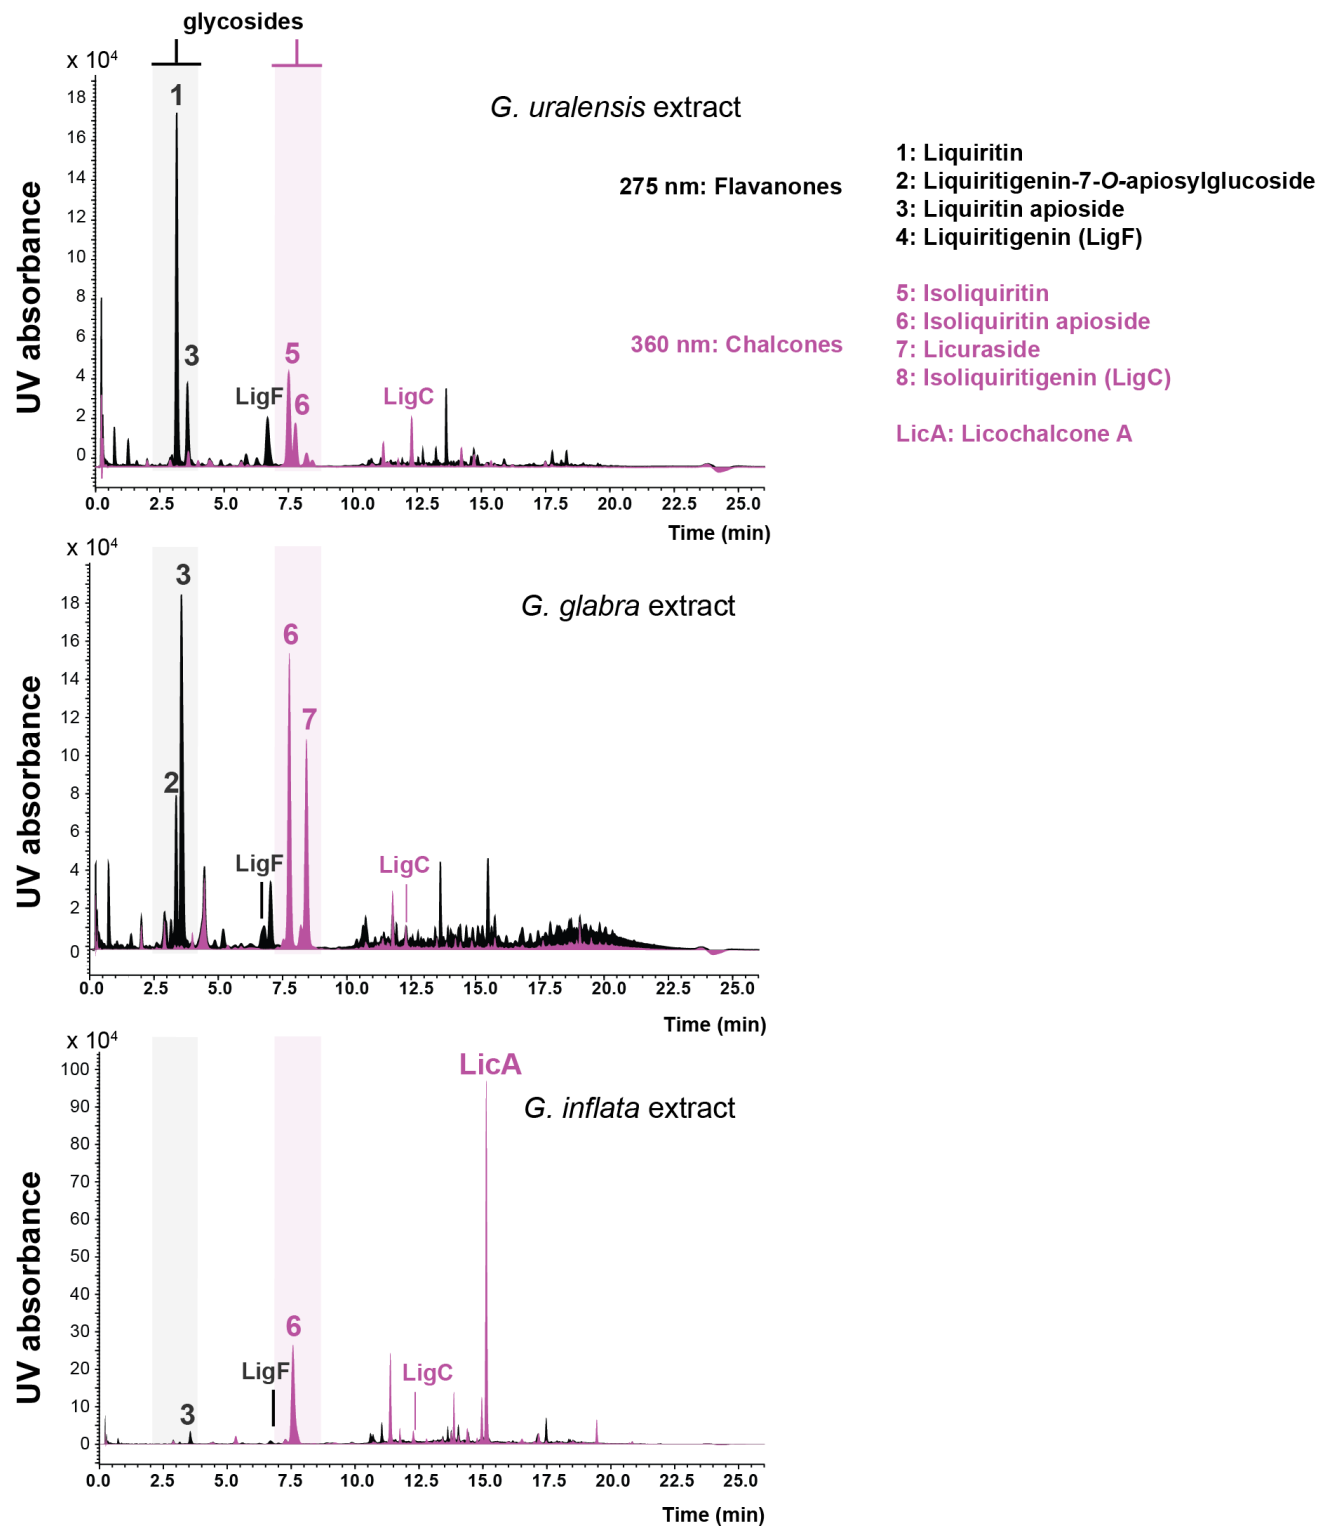 glycosides
x 10⁴
1
G. uralensis extract
18
16
14
12
10
8
6
4
2
0
UV absorbance
275 nm: Flavanones
360 nm: Chalcones
3
LigF
5
6
LigC
0.0 2.5 5.0 7.5 10.0 12.5 15.0 17.5 20.0 22.5 25.0
Time (min)
1: Liquiritin
2: Liquiritigenin-7-O-apiosylglucoside
3: Liquiritin apioside
4: Liquiritigenin (LigF)
5: Isoliquiritin
6: Isoliquiritin apioside
7: Licuraside
8: Isoliquiritigenin (LigC)
LicA: Licochalcone A
x 10⁴
3
G. glabra extract
18
16
14
12
10
8
6
4
2
0
UV absorbance
6
7
2
LigF
LigC
0.0 2.5 5.0 7.5 10.0 12.5 15.0 17.5 20.0 22.5 25.0
Time (min)
x 10⁴
LicA
G. inflata extract
100
90
80
70
60
50
40
30
20
10
0
UV absorbance
6
LigF
LigC
3
0.0 2.5 5.0 7.5 10.0 12.5 15.0 17.5 20.0 22.5 25.0
Time (min)